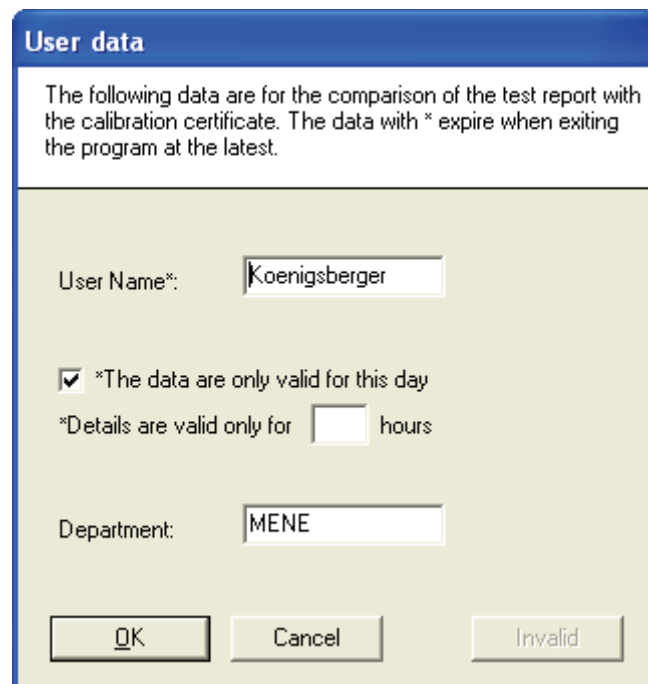 User data
The following data are for the comparison of the test report with
the calibration certificate. The data with * expire when exiting
the program at the latest.
User Name*: Koenigsberger
*The data are only valid for this day
*Details are valid only for hours
Department: MENE
OK Cancel Invalid